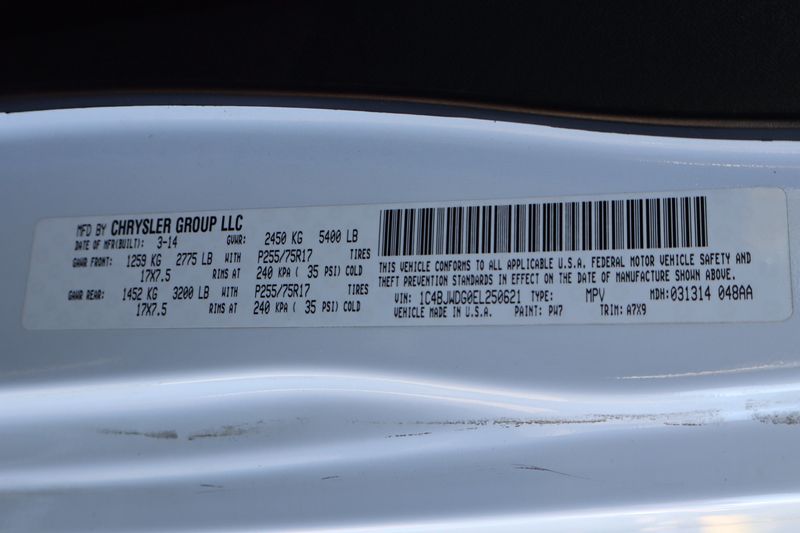 MFD BY CHRYSLER GROUP LLC
DATE OF MFR(BUILT): 3-14 GVWR: 2450 KG 5400 LB
GAWR FRONT: 1259 KG 2775 LB WITH P255/75R17 TIRES
17X7.5 RIMS AT 240 KPA ( 35 PSI) COLD
GAWR REAR: 1452 KG 3200 LB WITH P255/75R17 TIRES
17X7.5 RIMS AT 240 KPA ( 35 PSI) COLD
THIS VEHICLE CONFORMS TO ALL APPLICABLE U.S.A. FEDERAL MOTOR VEHICLE SAFETY AND
THEFT PREVENTION STANDARDS IN EFFECT ON THE DATE OF MANUFACTURE SHOWN ABOVE.
VIN: 1C4BJWDG0EL250621 TYPE: MPV MDH:031314 048AA
VEHICLE MADE IN U.S.A. PAINT: PW7 TRIM: A7X9